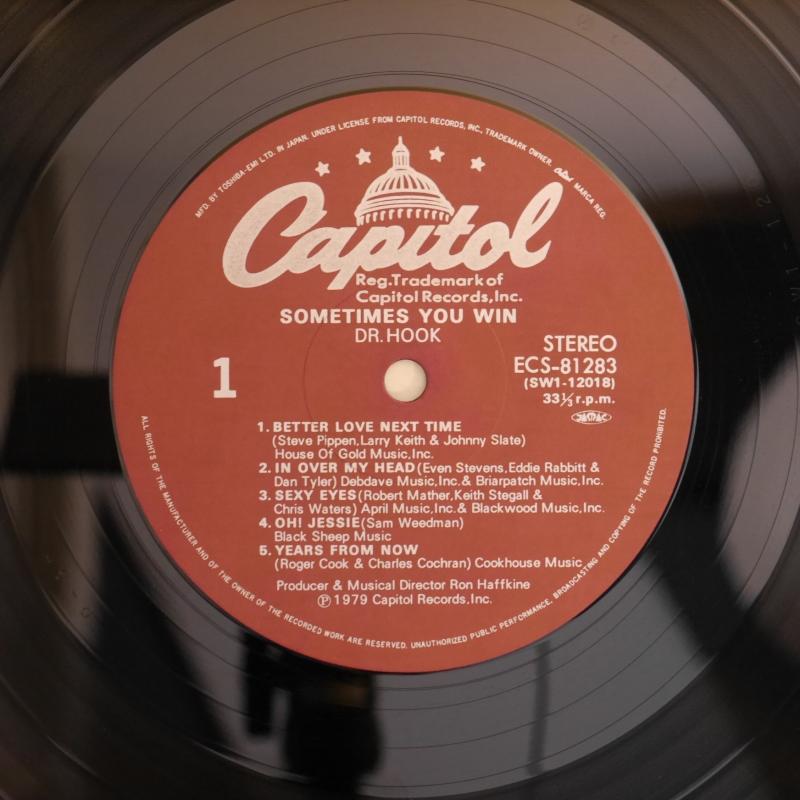 MFD. BY TOSHIBA-EMI LTD. IN JAPAN. UNDER LICENSE FROM CAPITOL RECORDS, INC., TRADEMARK OWNER. Capitol MARCA REG.
Capitol
Reg.Trademark of
Capitol Records,Inc.
SOMETIMES YOU WIN
DR. HOOK
1
STEREO
ECS-81283
(SW1-12018)
33⅓ r.p.m.
JASRAC
1. BETTER LOVE NEXT TIME
(Steve Pippen,Larry Keith & Johnny Slate)
House Of Gold Music,Inc.
2. IN OVER MY HEAD(Even Stevens,Eddie Rabbitt &
Dan Tyler) Debdave Music,Inc.& Briarpatch Music,Inc.
3. SEXY EYES(Robert Mather,Keith Stegall &
Chris Waters) April Music,Inc.& Blackwood Music,Inc.
4. OH! JESSIE(Sam Weedman)
Black Sheep Music
5. YEARS FROM NOW
(Roger Cook & Charles Cochran) Cookhouse Music
Producer & Musical Director Ron Haffkine
℗ 1979 Capitol Records,Inc.
ALL RIGHTS OF THE MANUFACTURER AND OF THE OWNER OF THE RECORDED WORK ARE RESERVED. UNAUTHORIZED PUBLIC PERFORMANCE, BROADCASTING AND COPYING OF THE RECORD PROHIBITED.